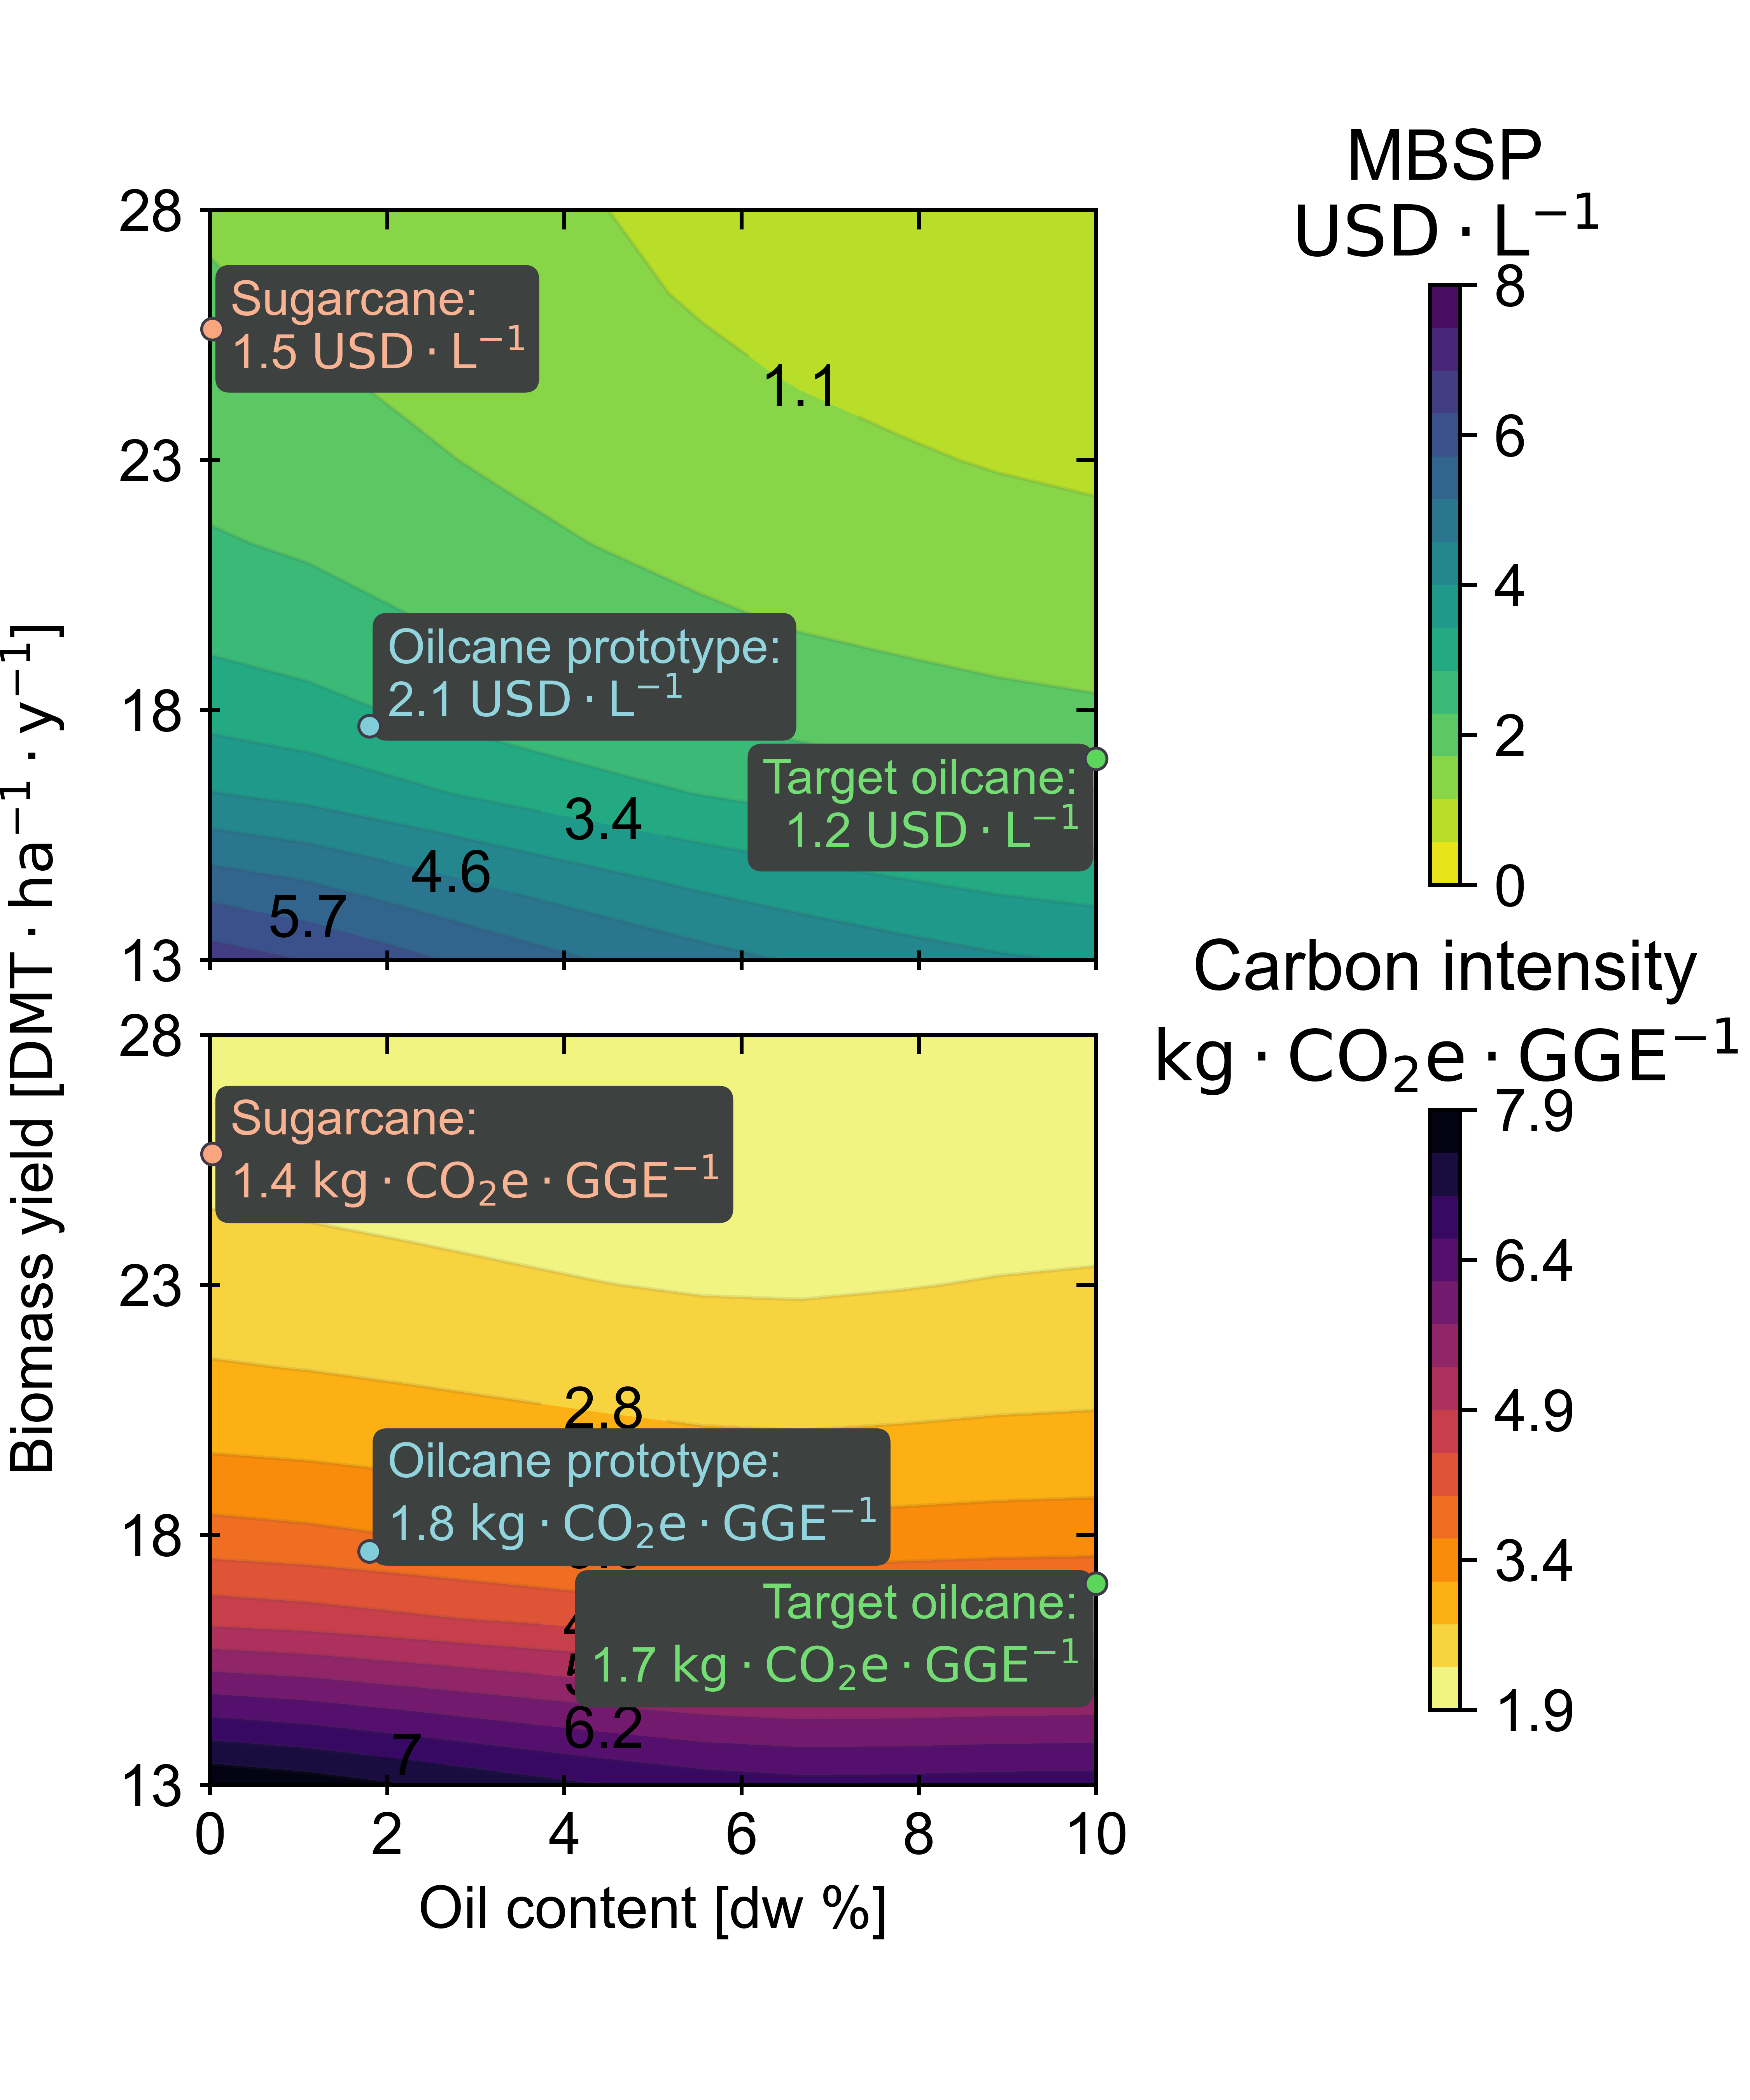 MBSP
USD · L⁻¹
28
23
18
13
Sugarcane:
1.5 USD · L⁻¹
1.1
Oilcane prototype:
2.1 USD · L⁻¹
Target oilcane:
1.2 USD · L⁻¹
3.4
4.6
5.7
8
6
4
2
0
Biomass yield [DMT · ha⁻¹ · y⁻¹]
Carbon intensity
kg · CO₂e · GGE⁻¹
28
23
18
13
Sugarcane:
1.4 kg · CO₂e · GGE⁻¹
2.8
Oilcane prototype:
1.8 kg · CO₂e · GGE⁻¹
Target oilcane:
1.7 kg · CO₂e · GGE⁻¹
6.2
7
7.9
6.4
4.9
3.4
1.9
0 2 4 6 8 10
Oil content [dw %]